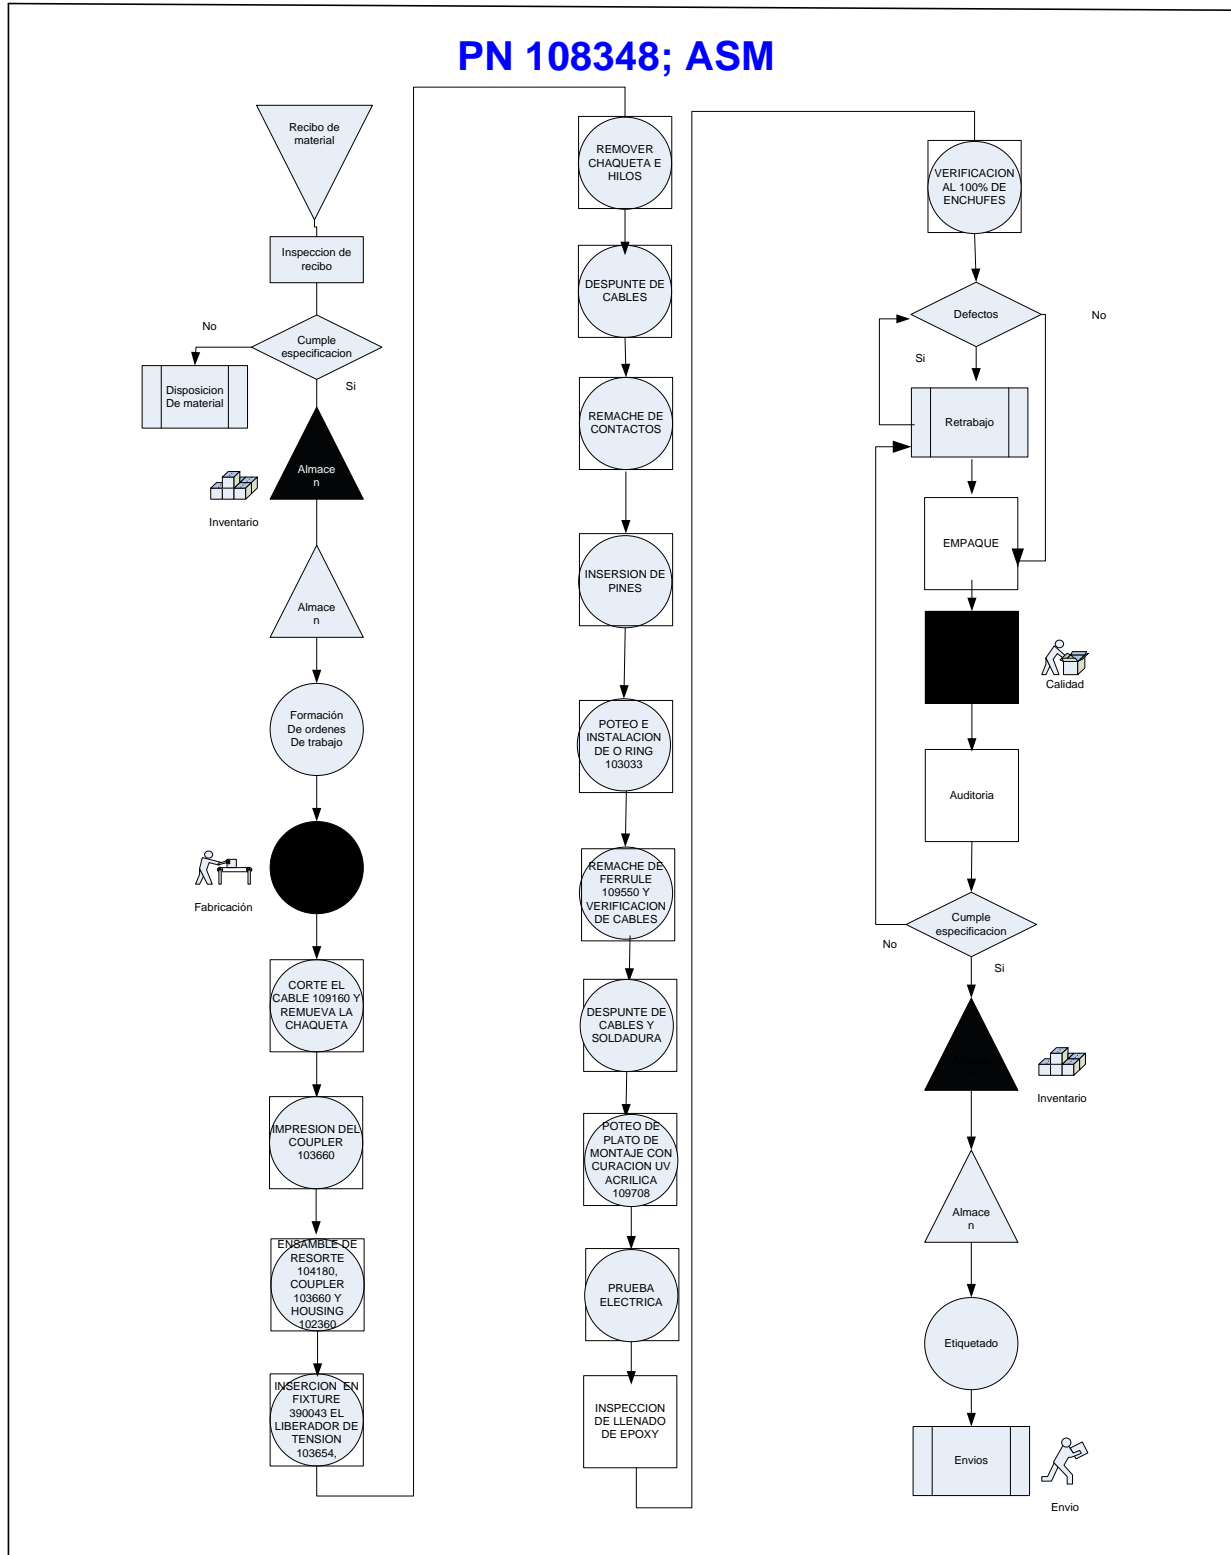 PN 108348; ASM
Recibo de
material
Inspeccion de
recibo
No
Cumple
especificacion
Si
Disposicion
De material
Almace
n
Inventario
Almace
n
Formación
De ordenes
De trabajo
Fabricación
CORTE EL
CABLE 109160 Y
REMUEVA LA
CHAQUETA
IMPRESION DEL
COUPLER
103660
ENSAMBLE DE
RESORTE
104180,
COUPLER
103660 Y
HOUSING
102360
INSERCION EN
FIXTURE
390043 EL
LIBERADOR DE
TENSION
103654,
REMOVER
CHAQUETA E
HILOS
DESPUNTE DE
CABLES
REMACHE DE
CONTACTOS
INSERSION DE
PINES
POTEO E
INSTALACION
DE O RING
103033
REMACHE DE
FERRULE
109550 Y
VERIFICACION
DE CABLES
DESPUNTE DE
CABLES Y
SOLDADURA
POTEO DE
PLATO DE
MONTAJE CON
CURACION UV
ACRILICA
109708
PRUEBA
ELECTRICA
INSPECCION
DE LLENADO
DE EPOXY
VERIFICACION
AL 100% DE
ENCHUFES
Defectos
No
Si
Retrabajo
EMPAQUE
Calidad
Auditoria
Cumple
especificacion
No
Si
Inventario
Almace
n
Etiquetado
Envios
Envio